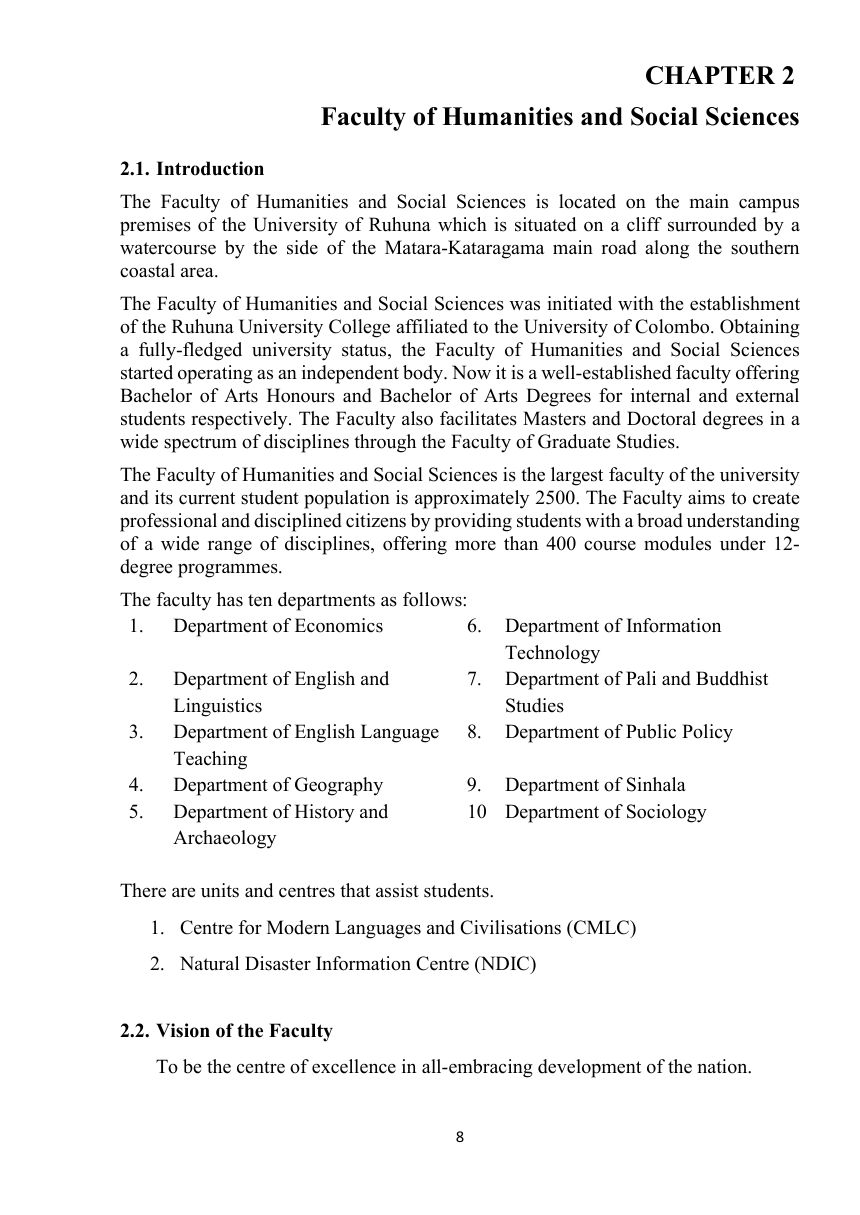 CHAPTER 2
Faculty of Humanities and Social Sciences
2.1. Introduction
The Faculty of Humanities and Social Sciences is located on the main campus
premises of the University of Ruhuna which is situated on a cliff surrounded by a
watercourse by the side of the Matara-Kataragama main road along the southern
coastal area.
The Faculty of Humanities and Social Sciences was initiated with the establishment
of the Ruhuna University College affiliated to the University of Colombo. Obtaining
a fully-fledged university status, the Faculty of Humanities and Social Sciences
started operating as an independent body. Now it is a well-established faculty offering
Bachelor of Arts Honours and Bachelor of Arts Degrees for internal and external
students respectively. The Faculty also facilitates Masters and Doctoral degrees in a
wide spectrum of disciplines through the Faculty of Graduate Studies.
The Faculty of Humanities and Social Sciences is the largest faculty of the university
and its current student population is approximately 2500. The Faculty aims to create
professional and disciplined citizens by providing students with a broad understanding
of a wide range of disciplines, offering more than 400 course modules under 12-
degree programmes.
The faculty has ten departments as follows:
1. Department of Economics
2. Department of English and
Linguistics
3. Department of English Language
Teaching
4. Department of Geography
5. Department of History and
Archaeology
6. Department of Information
Technology
7. Department of Pali and Buddhist
Studies
8. Department of Public Policy
9. Department of Sinhala
10 Department of Sociology
There are units and centres that assist students.
1. Centre for Modern Languages and Civilisations (CMLC)
2. Natural Disaster Information Centre (NDIC)
2.2. Vision of the Faculty
To be the centre of excellence in all-embracing development of the nation.
8